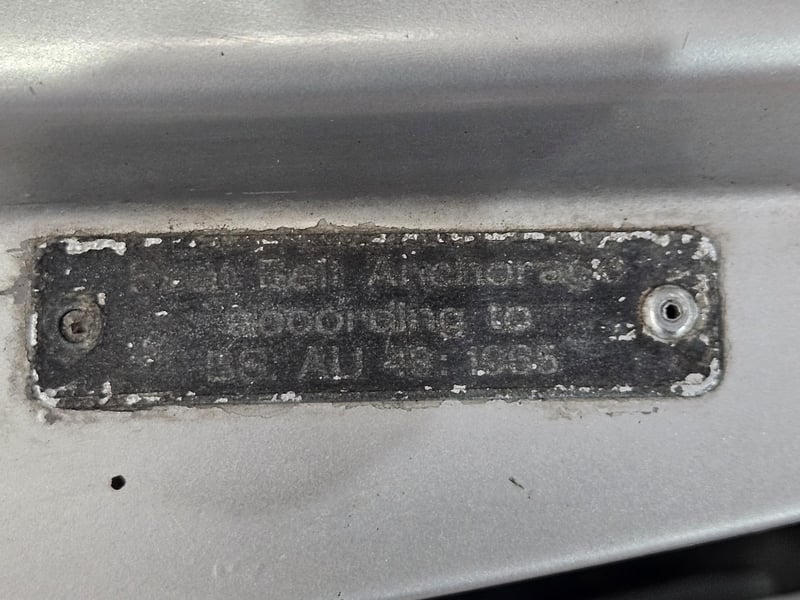 Seat Belt Anchorage
according to
BS AU 48: 1965